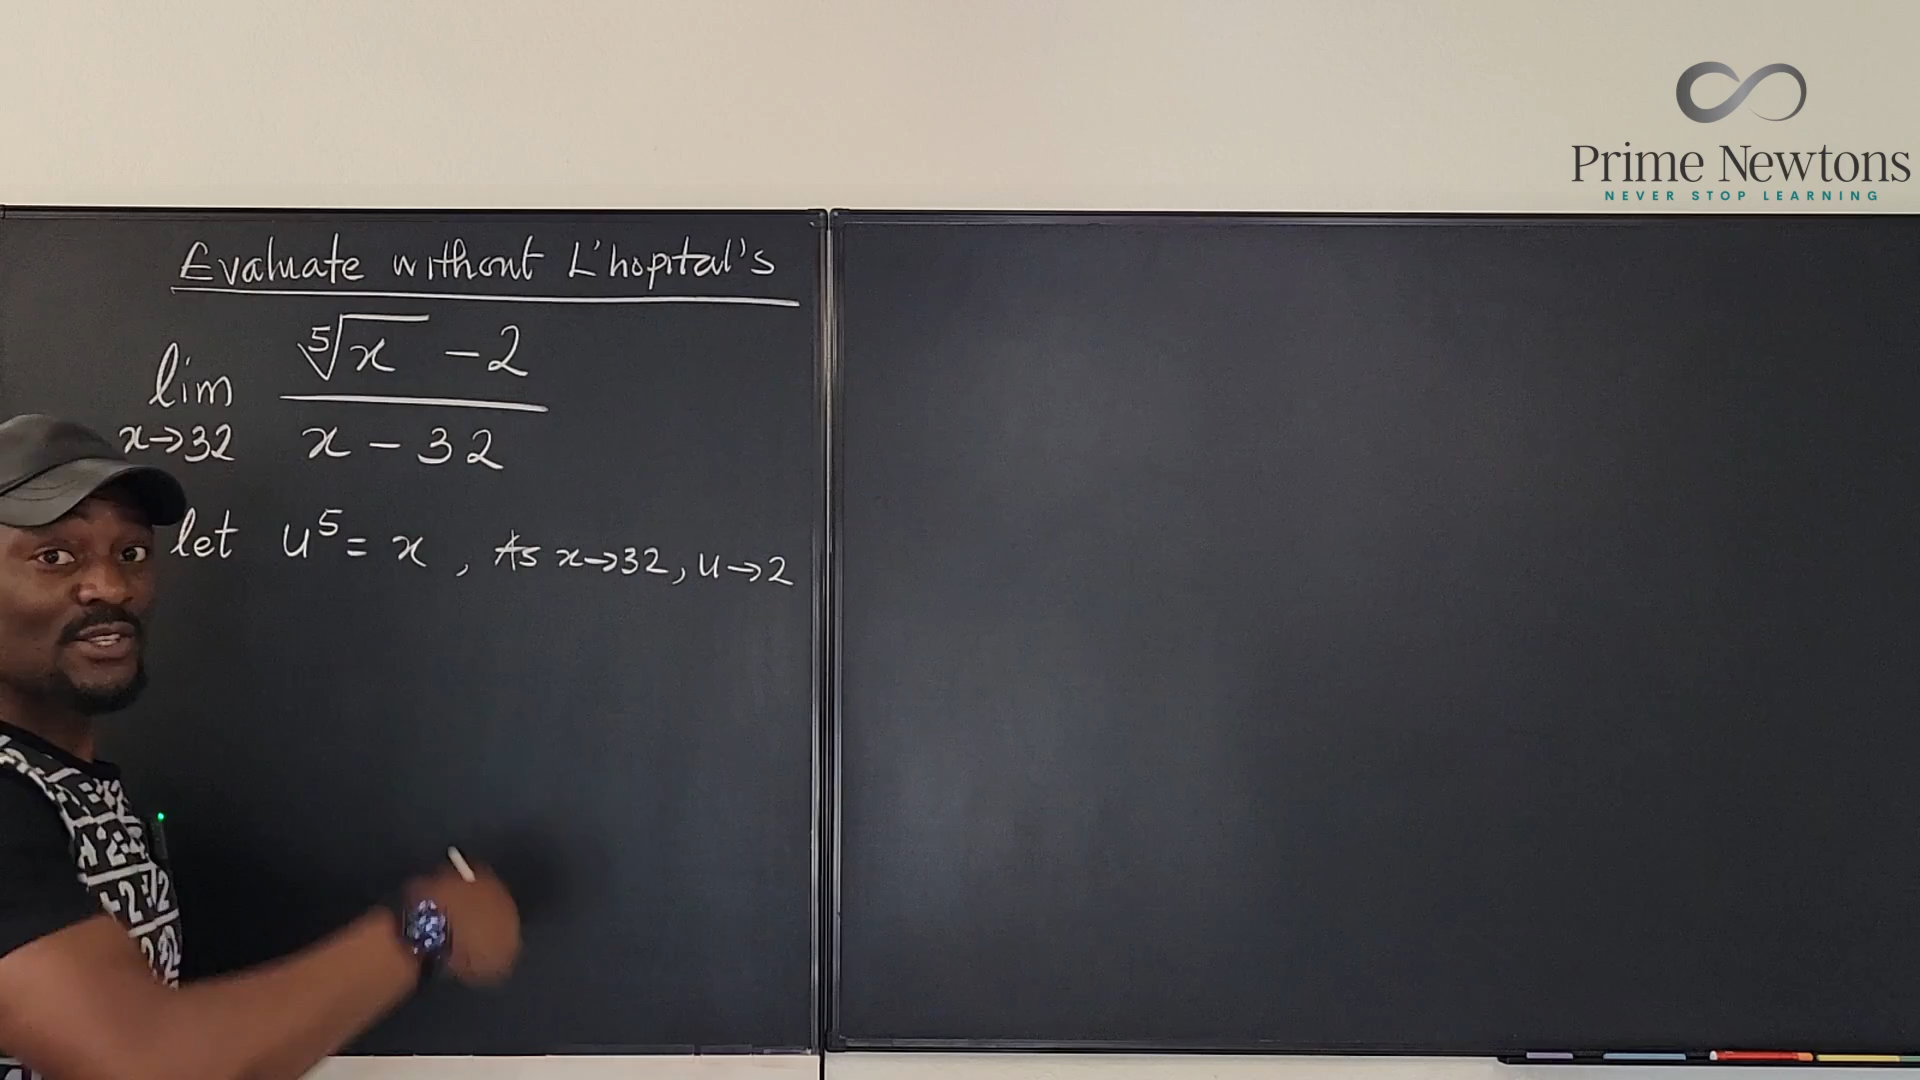 Prime Newtons
NEVER STOP LEARNING
Evaluate without L'hopital's
lim ⁵√x - 2
x→32 x - 32
let u⁵ = x , As x→32, u→2